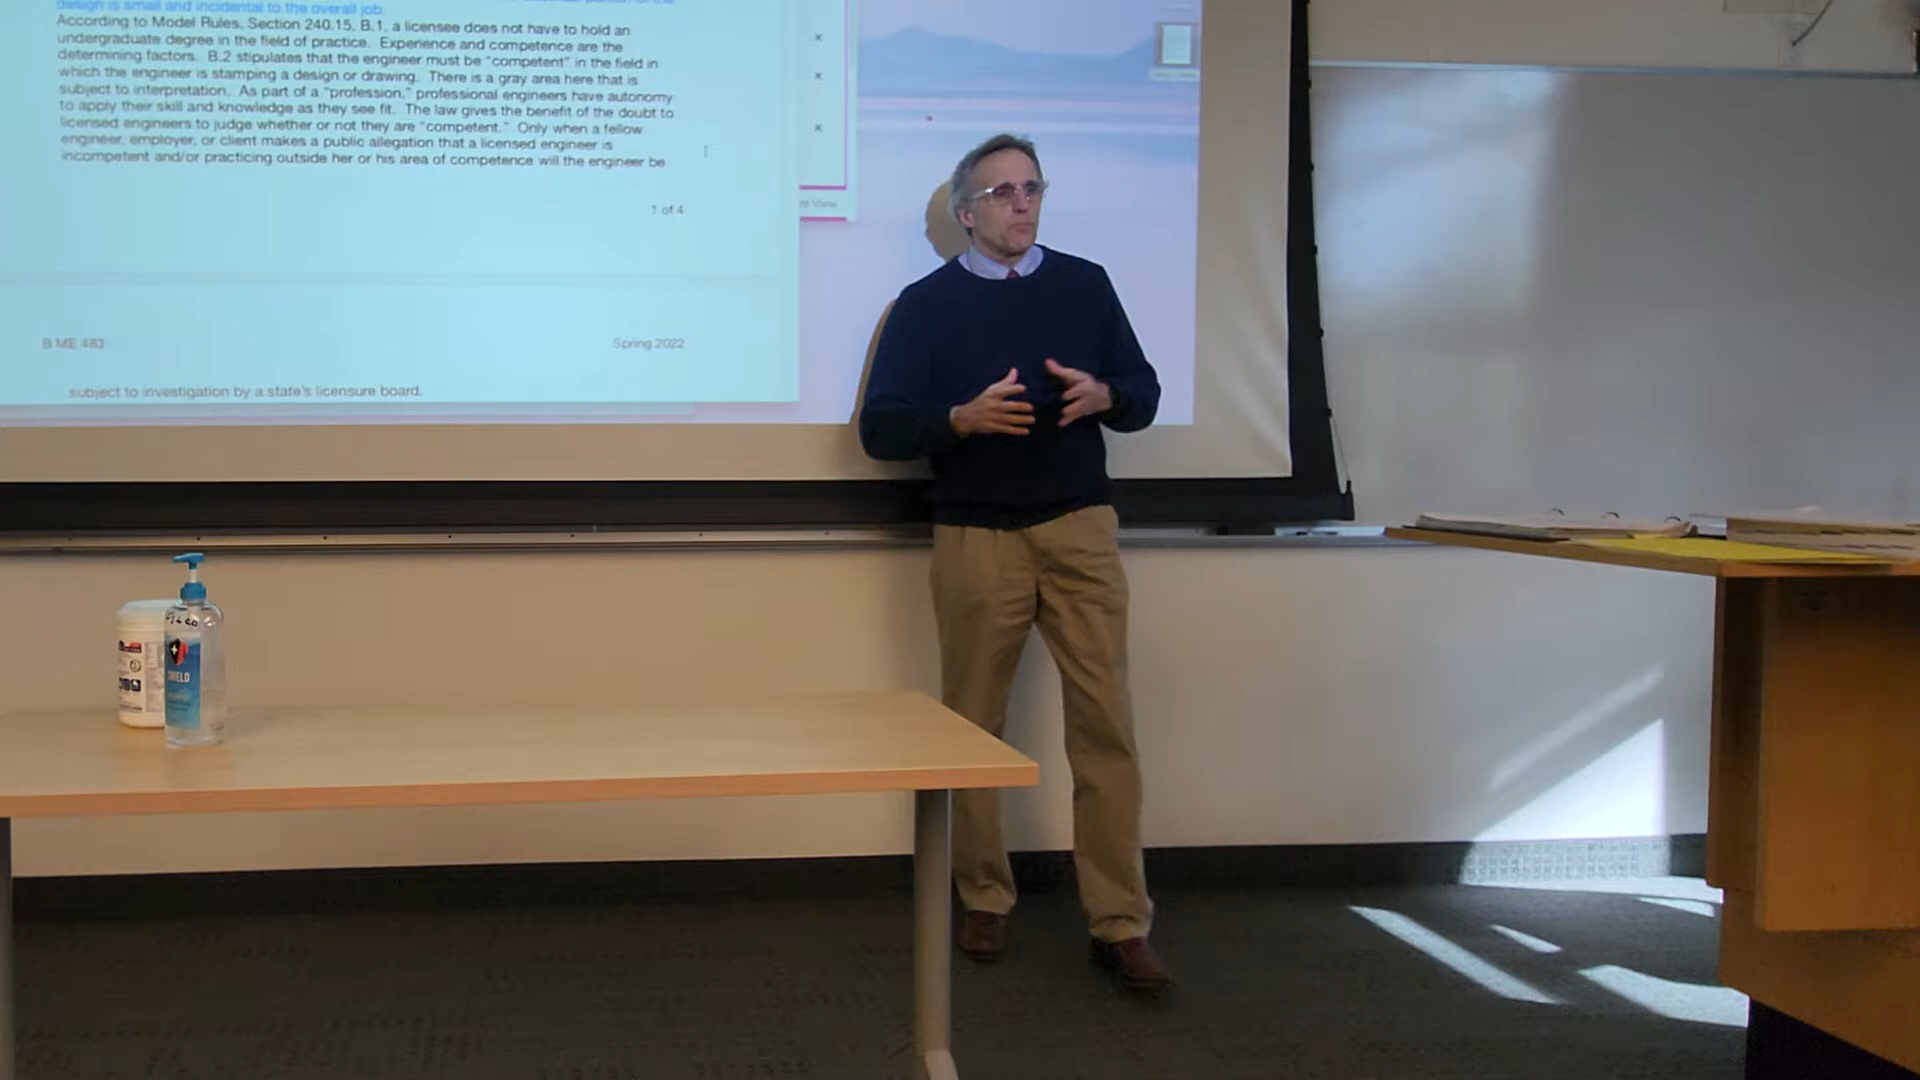 design is small and incidental to the overall job.
According to Model Rules, Section 240.15, B.1, a licensee does not have to hold an
undergraduate degree in the field of practice. Experience and competence are the
determining factors. B.2 stipulates that the engineer must be "competent" in the field in
which the engineer is stamping a design or drawing. There is a gray area here that is
subject to interpretation. As part of a "profession," professional engineers have autonomy
to apply their skill and knowledge as they see fit. The law gives the benefit of the doubt to
licensed engineers to judge whether or not they are "competent." Only when a fellow
engineer, employer, or client makes a public allegation that a licensed engineer is
incompetent and/or practicing outside her or his area of competence will the engineer be
1 of 4
View
B ME 483
Spring 2022
subject to investigation by a state's licensure board.
SHIELD